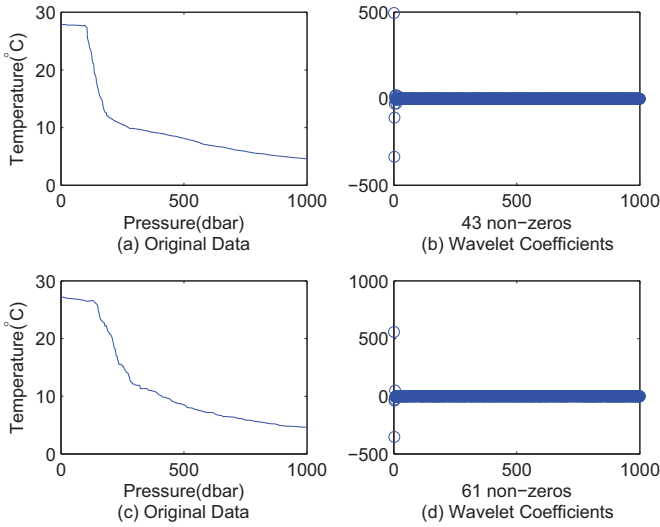 30
20
10
0
0
500
1000
Temperature(°C)
Pressure(dbar)
(a) Original Data
500
0
−500
0
500
1000
43 non−zeros
(b) Wavelet Coefficients
30
20
10
0
0
500
1000
Temperature(°C)
Pressure(dbar)
(c) Original Data
1000
500
0
−500
0
500
1000
61 non−zeros
(d) Wavelet Coefficients